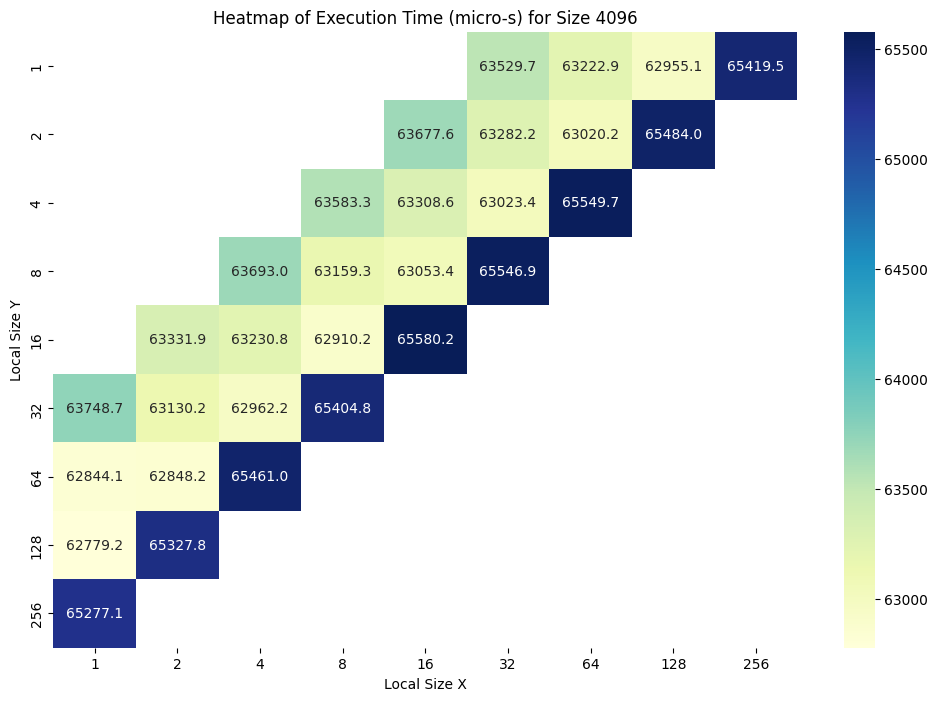 Heatmap of Execution Time (micro-s) for Size 4096
1 63529.7 63222.9 62955.1 65419.5
2 63677.6 63282.2 63020.2 65484.0
4 63583.3 63308.6 63023.4 65549.7
8 63693.0 63159.3 63053.4 65546.9
16 63331.9 63230.8 62910.2 65580.2
32 63748.7 63130.2 62962.2 65404.8
64 62844.1 62848.2 65461.0
128 62779.2 65327.8
256 65277.1
Local Size Y
1 2 4 8 16 32 64 128 256
Local Size X
65500
65000
64500
64000
63500
63000